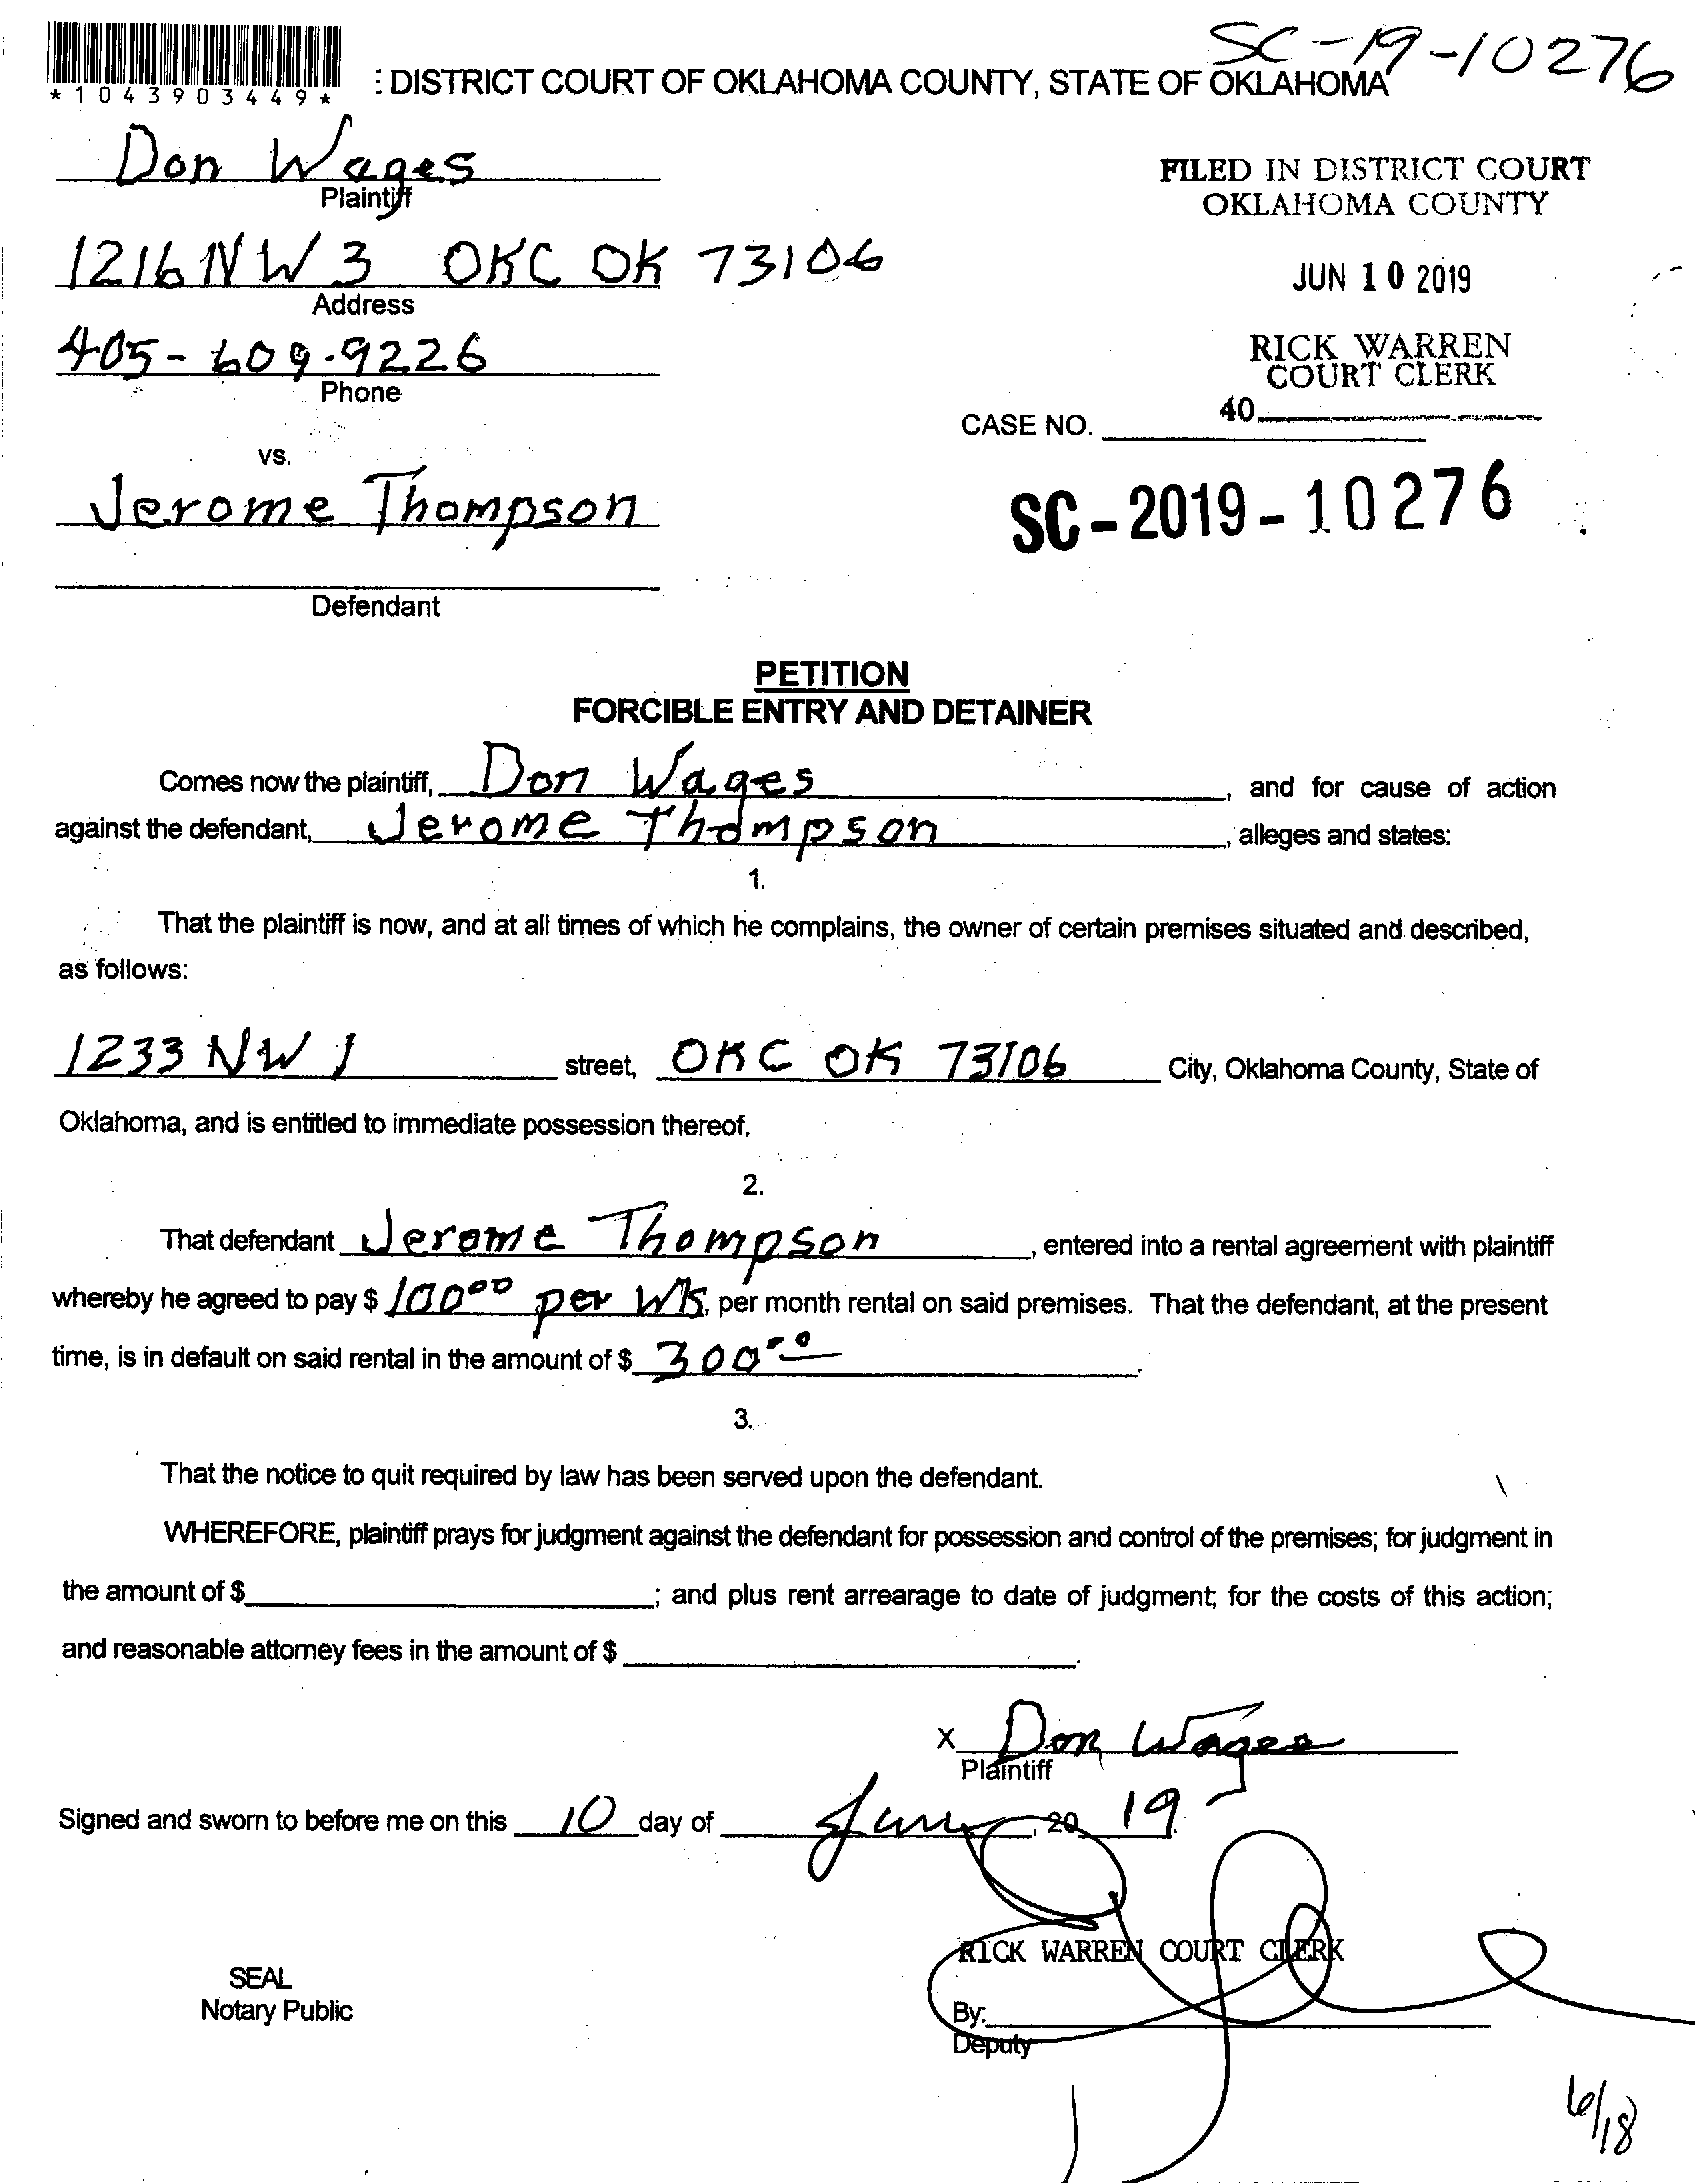 SC-19-10276
*1043903449*
: DISTRICT COURT OF OKLAHOMA COUNTY, STATE OF OKLAHOMA
Don Wages
Plaintiff
FILED IN DISTRICT COURT
OKLAHOMA COUNTY
1216 NW 3 OKC OK 73106
Address
JUN 10 2019
405-609-9226
Phone
RICK WARREN
COURT CLERK
40
CASE NO.
vs.
Jerome Thompson
SC-2019-10276
Defendant
PETITION
FORCIBLE ENTRY AND DETAINER
Comes now the plaintiff, Don Wages, and for cause of action
against the defendant, Jerome Thompson, alleges and states:
1.
That the plaintiff is now, and at all times of which he complains, the owner of certain premises situated and described,
as follows:
1233 NW 1 street, OKC OK 73106 City, Oklahoma County, State of
Oklahoma, and is entitled to immediate possession thereof.
2.
That defendant Jerome Thompson, entered into a rental agreement with plaintiff
whereby he agreed to pay $ 100 00 per Wk. per month rental on said premises. That the defendant, at the present
time, is in default on said rental in the amount of $ 300 00.
3.
That the notice to quit required by law has been served upon the defendant.
WHEREFORE, plaintiff prays for judgment against the defendant for possession and control of the premises; for judgment in
the amount of $ ; and plus rent arrearage to date of judgment; for the costs of this action;
and reasonable attorney fees in the amount of $ .
X Don Wages
Plaintiff
Signed and sworn to before me on this 10 day of June, 20 19.
RICK WARREN COURT CLERK
SEAL
Notary Public
By:
Deputy
6/18